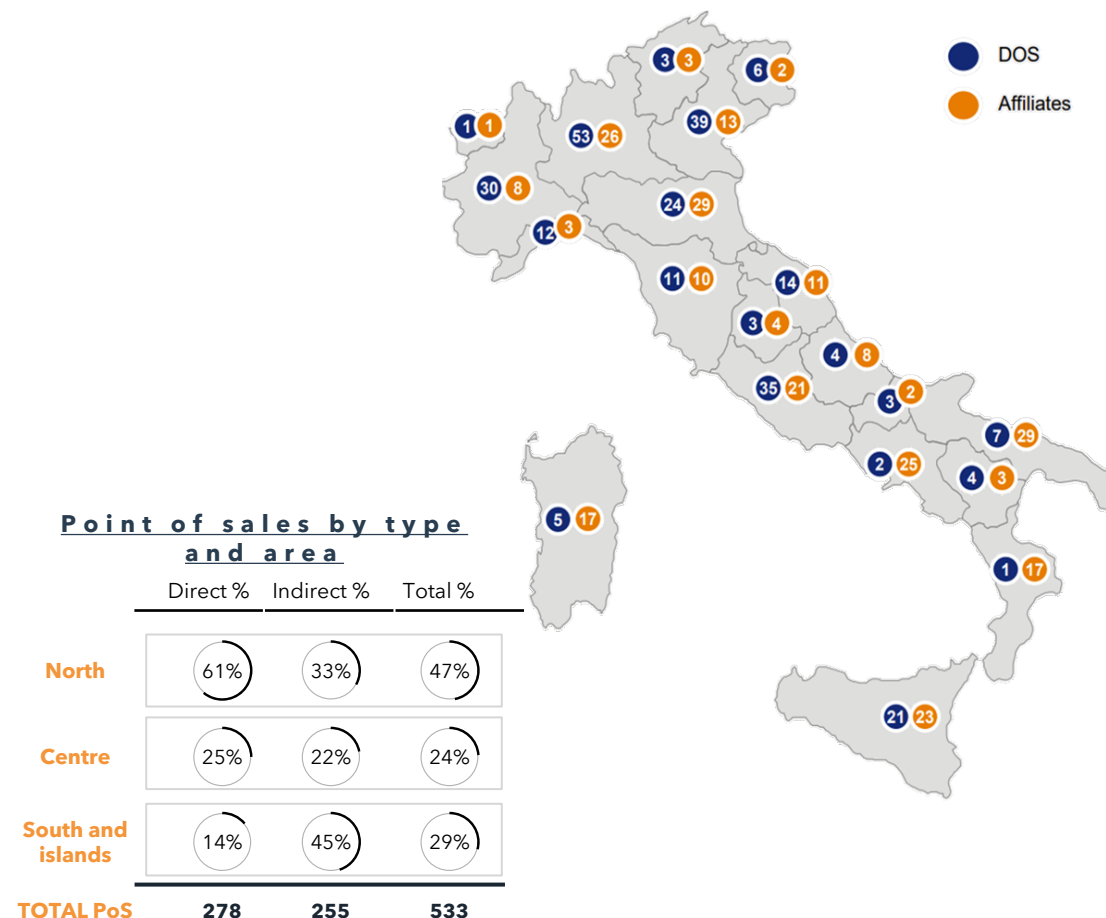 3 3
6 2
DOS
Affiliates
1 1
53 26
39 13
30 8
24 29
12 3
11 10
14 11
3 4
4 8
35 21
3 2
7 29
2 25
4 3
5 17
1 17
21 23
Point of sales by type
and area
Direct % Indirect % Total %
North 61% 33% 47%
Centre 25% 22% 24%
South and
islands 14% 45% 29%
TOTAL PoS 278 255 533